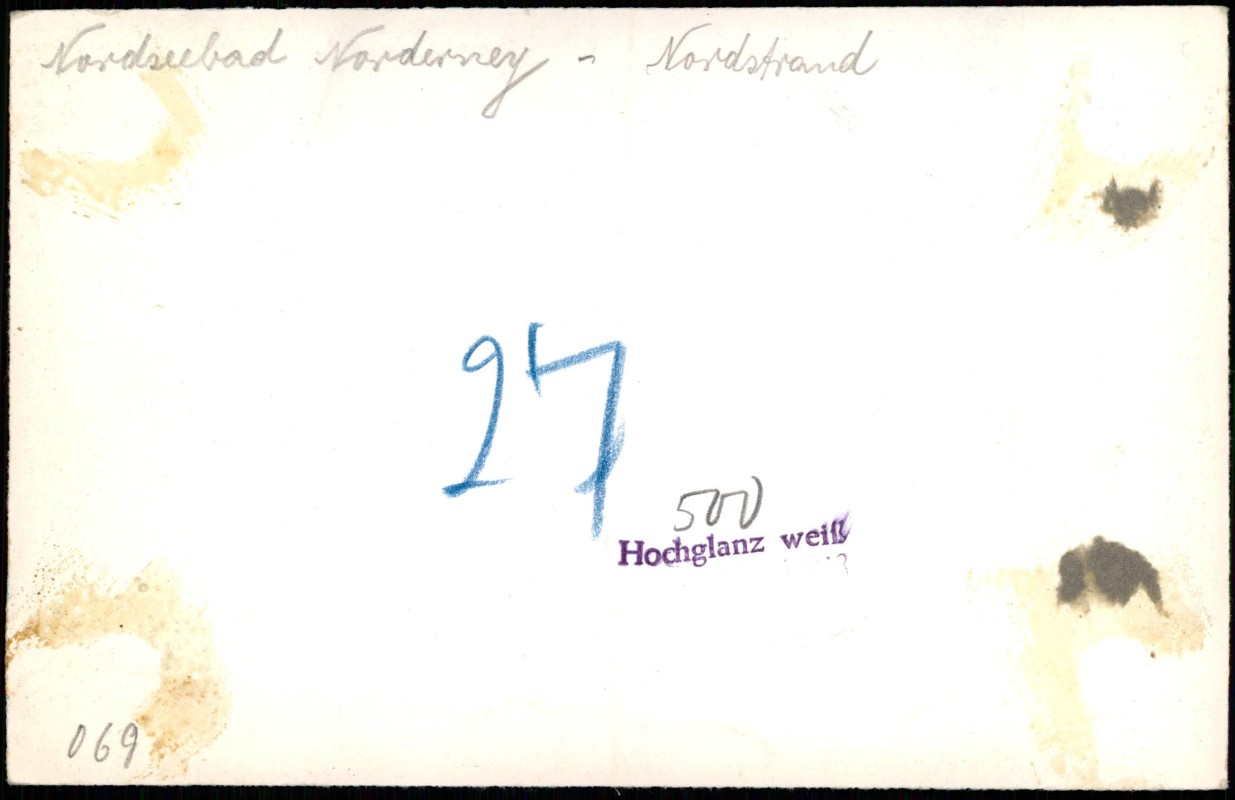 Nordseebad Norderney - Nordstrand
27
500
Hochglanz weiß
069